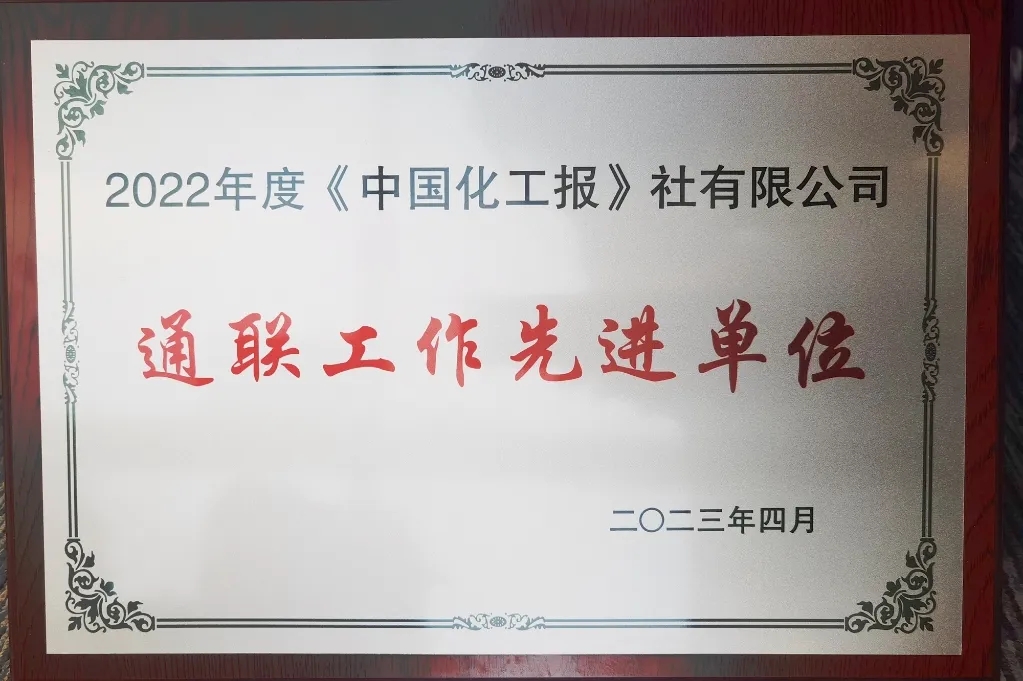 2022年度《中国化工报》社有限公司
通联工作先进单位
二〇二三年四月